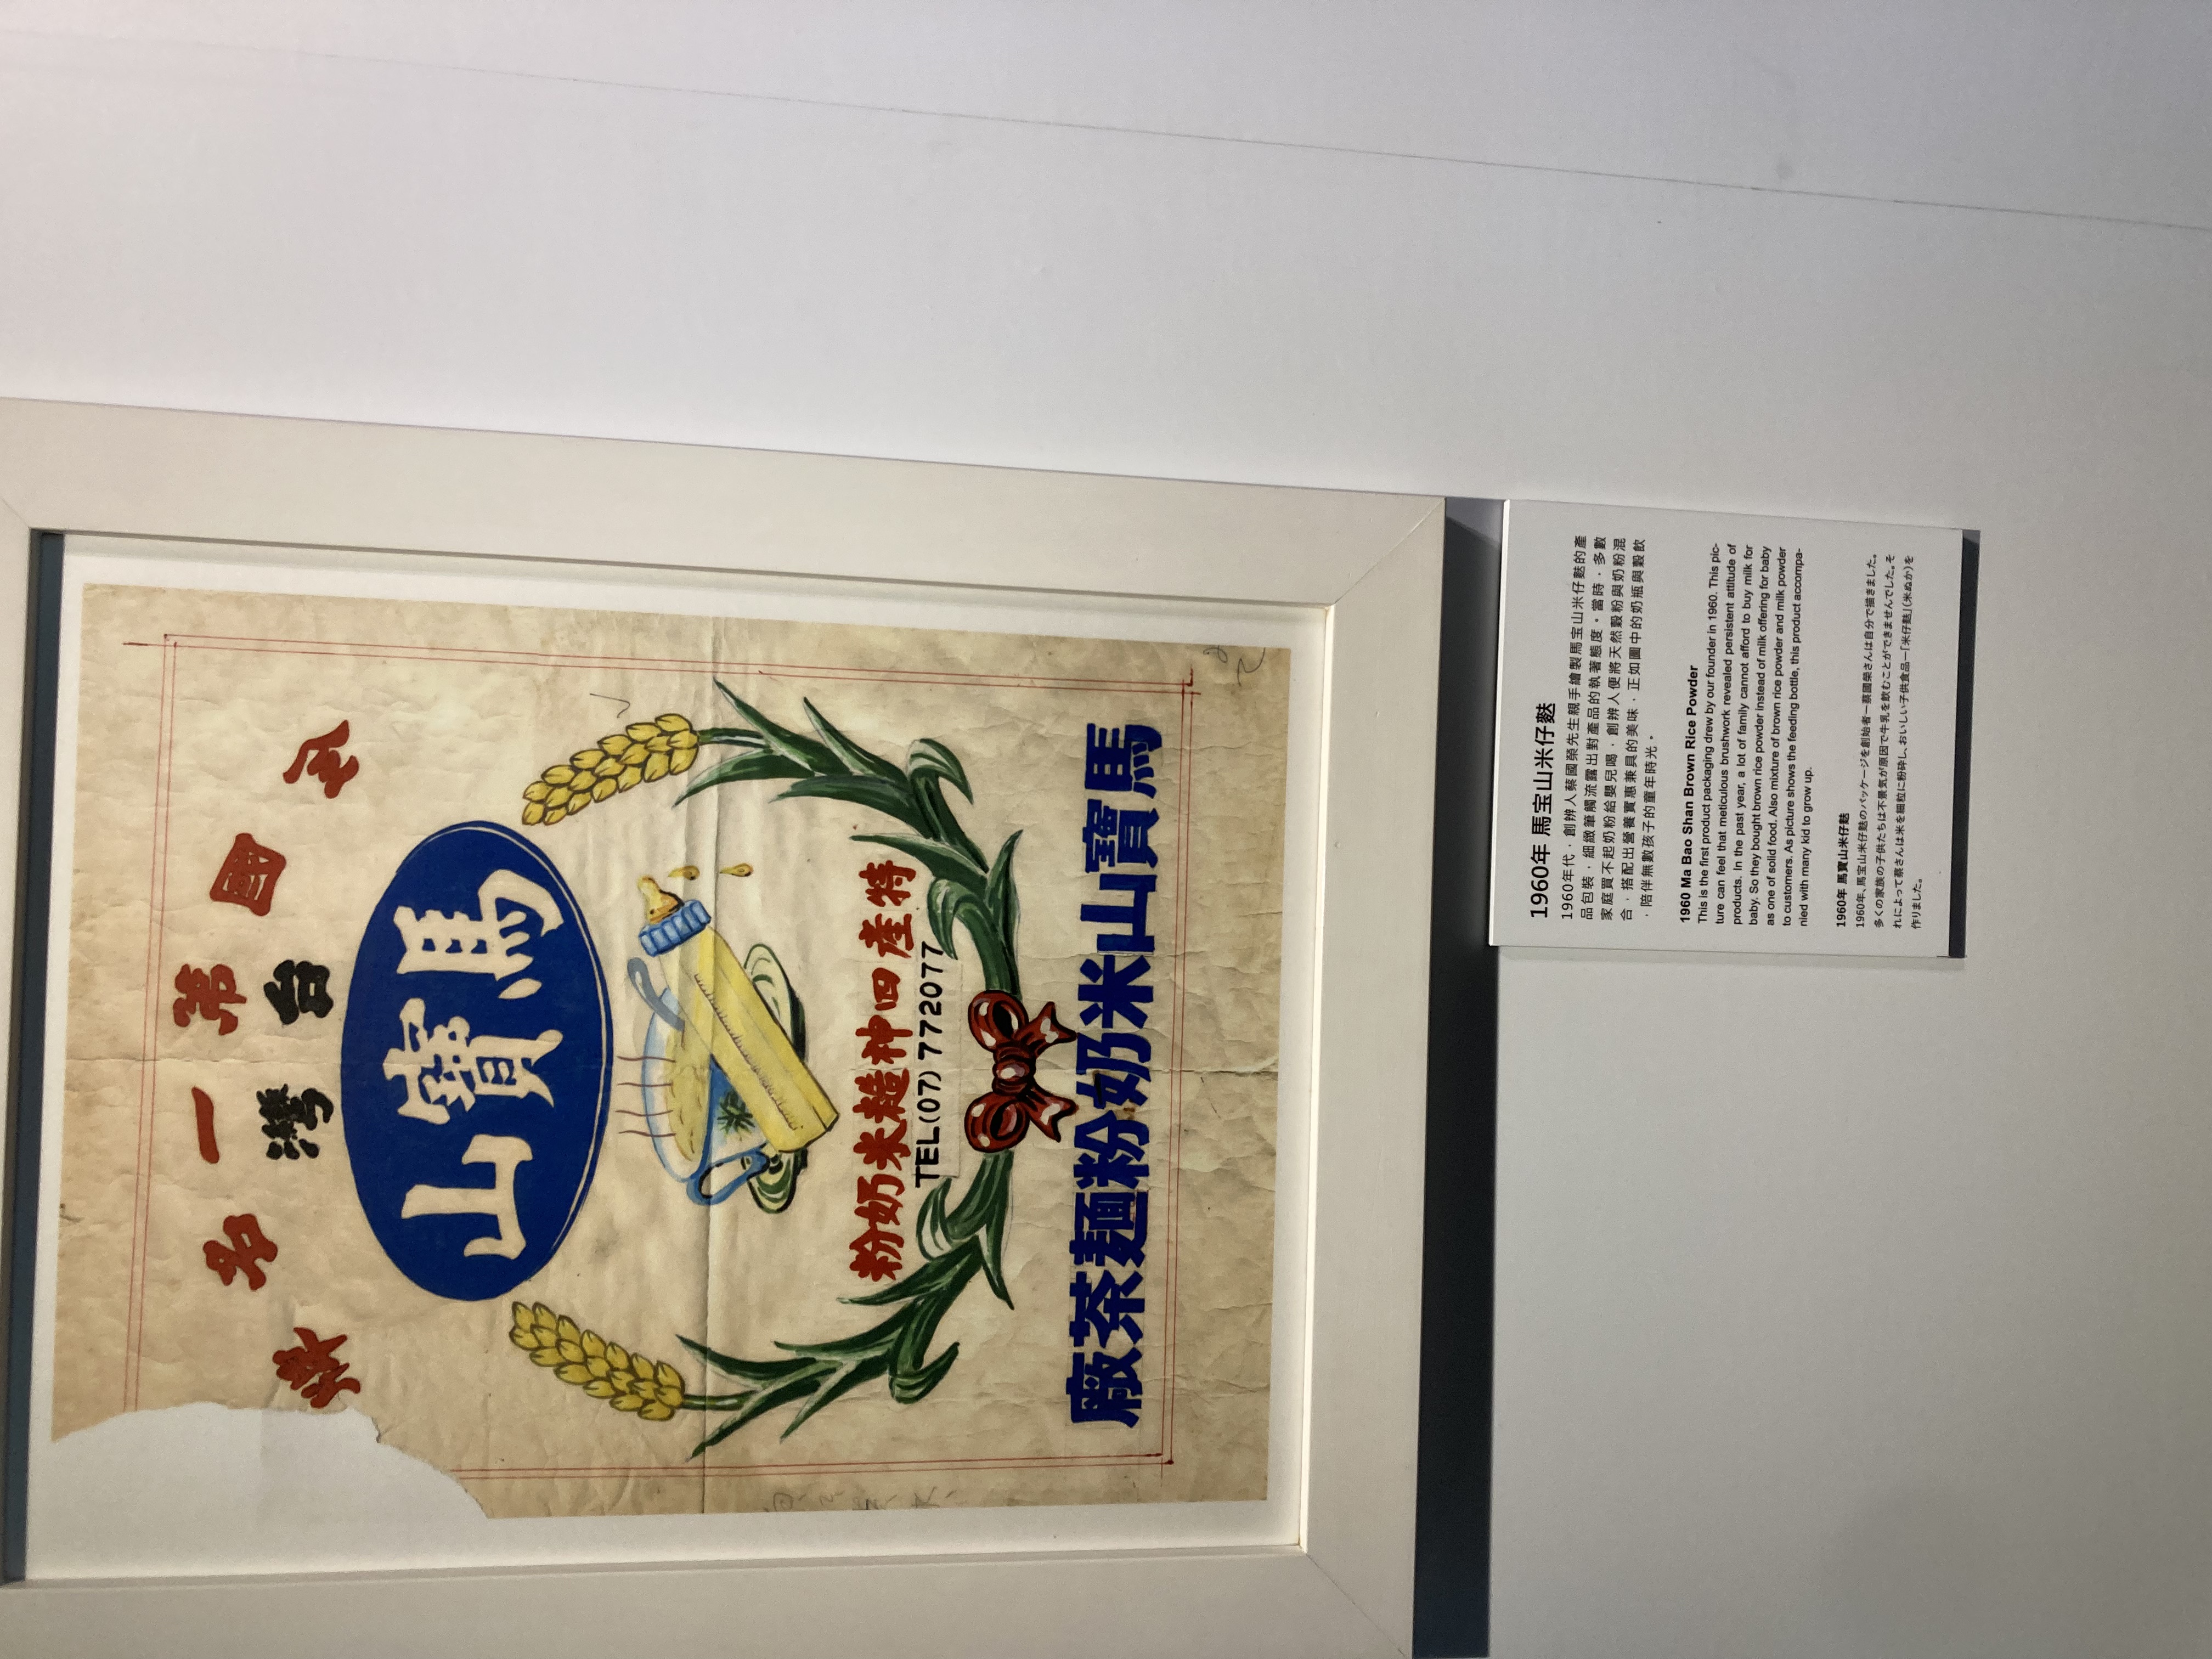 全國第一名牌
台灣
馬寶山
特產四神糙米奶粉
TEL(07) 772077
馬寶山米奶粉麵茶廠
1960年 馬宝山米仔麩
1960年代，創辨人蔡國榮先生親手繪製馬宝山米仔麩的產
品包裝，細緻筆觸流露出對產品的執著態度。當時，多數
家庭買不起奶粉給嬰兒喝，創辨人便將天然穀粉與奶粉混
合，搭配出營養實惠兼具的美味，正如圖中的奶瓶與穀飲
，陪伴無數孩子的童年時光。
1960 Ma Bao Shan Brown Rice Powder
This is the first product packaging drew by our founder in 1960. This pic-
ture can feel that meticulous brushwork revealed persistent attitude of
products. In the past year, a lot of family cannot afford to buy milk for
baby. So they bought brown rice powder instead of milk offering for baby
as one of solid food. Also mixture of brown rice powder and milk powder
to customers. As picture shows the feeding bottle, this product accompa-
nied with many kid to grow up.
1960年 馬寶山米仔麩
1960年、馬宝山米仔麩のパッケージを創始者ー蔡國榮さんは自分で描きました。
多くの家族の子供たちは不景気が原因で牛乳を飲むことができませんでした。そ
れによって蔡さんは米を細粒に粉砕し、おいしい子供食品ー「米仔麩」（米ぬか）を
作りました。